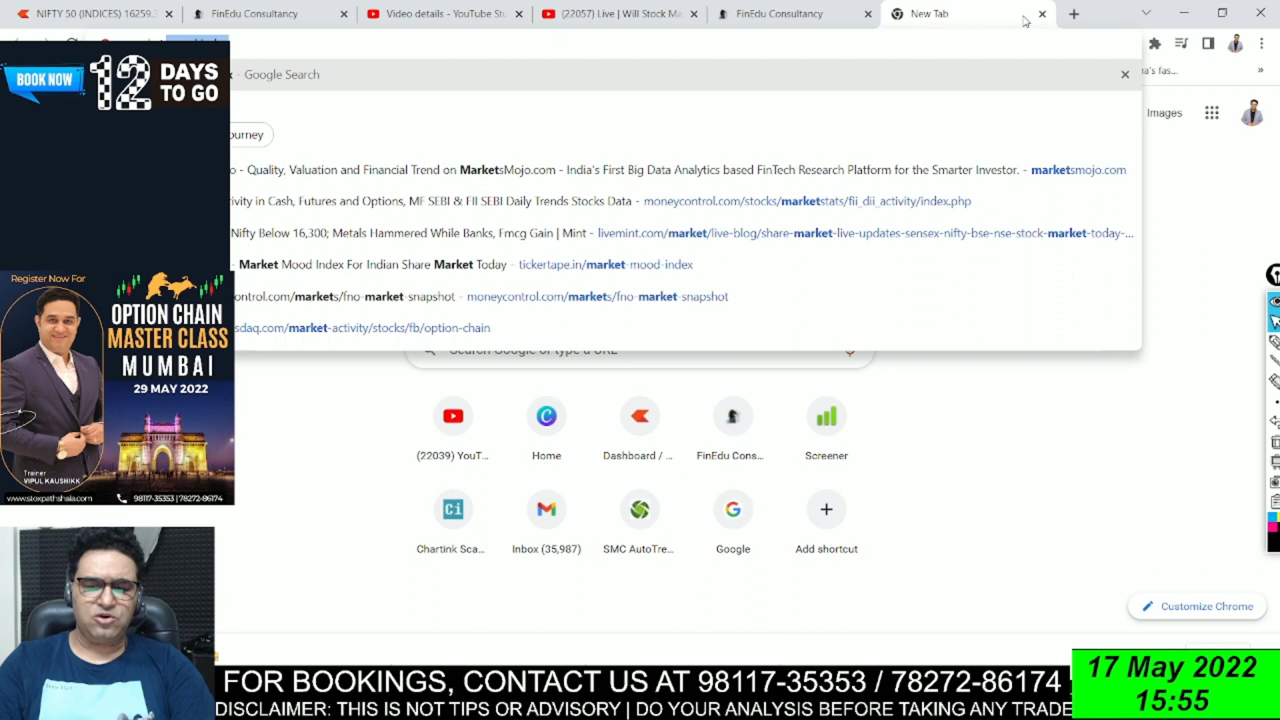 NIFTY 50 (INDICES) 16259.3
FinEdu Consultancy
Video details - YouTube St
(22057) Live | Will Stock Ma
FinEdu Consultancy
New Tab
- Google Search
BOOK NOW
12 DAYS TO GO
's fas...
Images
ourney
o - Quality, Valuation and Financial Trend on MarketsMojo.com - India's First Big Data Analytics based FinTech Research Platform for the Smarter Investor. - marketsmojo.com
ivity in Cash, Futures and Options, MF SEBI & FII SEBI Daily Trends Stocks Data - moneycontrol.com/stocks/marketstats/fii_dii_activity/index.php
Nifty Below 16,300; Metals Hammered While Banks, Fmcg Gain | Mint - livemint.com/market/live-blog/share-market-live-updates-sensex-nifty-bse-nse-stock-market-today-...
- Market Mood Index For Indian Share Market Today - tickertape.in/market-mood-index
control.com/markets/fno-market-snapshot - moneycontrol.com/markets/fno-market-snapshot
sdaq.com/market-activity/stocks/fb/option-chain
Search Google or type a URL
Register Now For
OPTION CHAIN
MASTER CLASS
MUMBAI
29 MAY 2022
Trainer
VIPUL KAUSHIKK
www.stoxpathshala.com
98117-35353 | 78272-86174
(22039) YouT...
Home
Dashboard / ...
FinEdu Cons...
Screener
Chartink Sca...
Inbox (35,987)
SMC AutoTre...
Google
Add shortcut
Customize Chrome
FOR BOOKINGS, CONTACT US AT 98117-35353 / 78272-86174
DISCLAIMER: THIS IS NOT TIP OR ADVISORY | DO YOUR ANALYSIS BEFORE TAKING ANY TRADE
17 May 2022
15:55